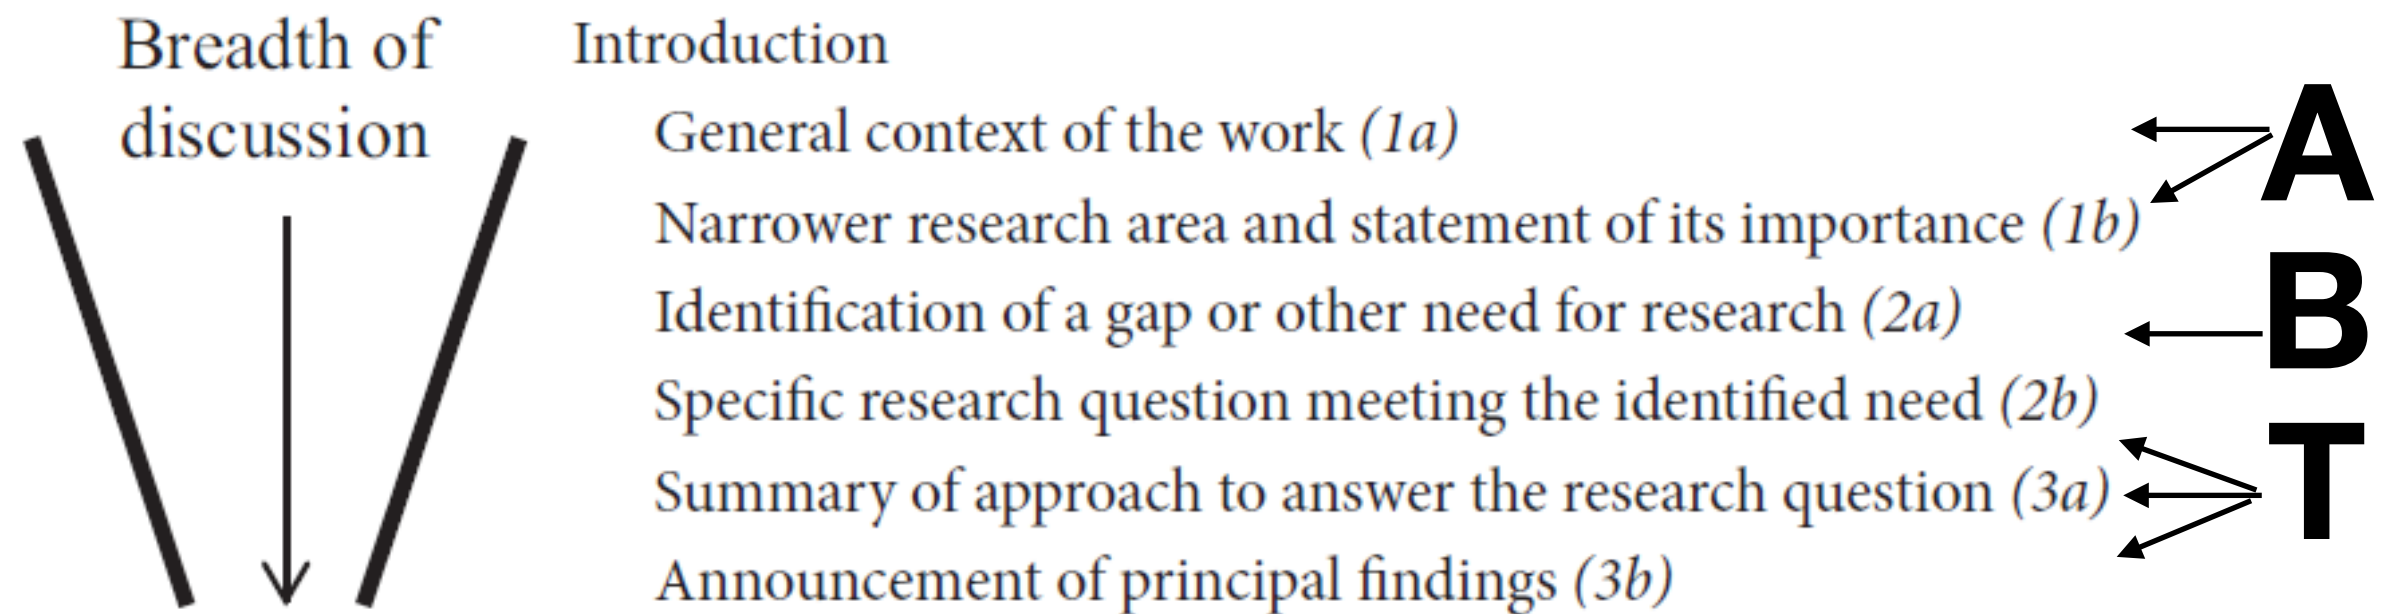 Breadth of
discussion
Introduction
General context of the work (1a)
Narrower research area and statement of its importance (1b)
Identification of a gap or other need for research (2a)
Specific research question meeting the identified need (2b)
Summary of approach to answer the research question (3a)
Announcement of principal findings (3b)
A
B
T